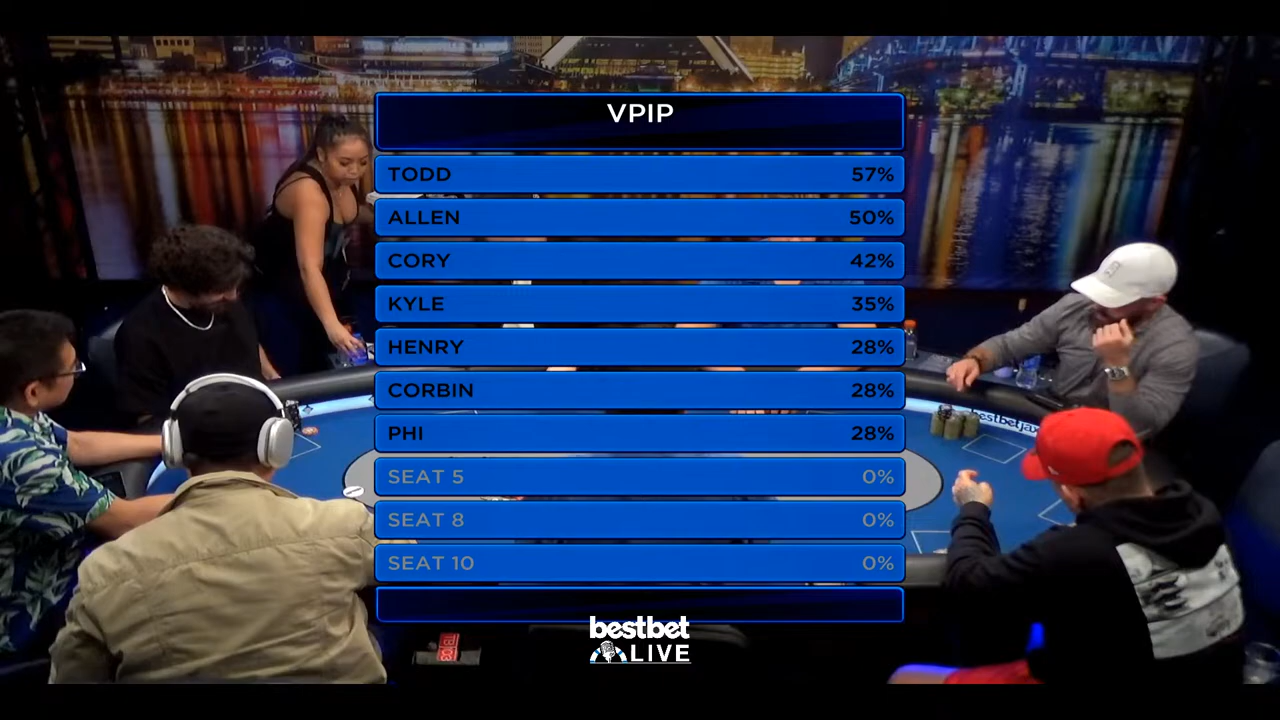 VPIP
TODD 57%
ALLEN 50%
CORY 42%
KYLE 35%
HENRY 28%
CORBIN 28%
PHI 28%
SEAT 5 0%
SEAT 8 0%
SEAT 10 0%
bestbetjax
bestbet
LIVE